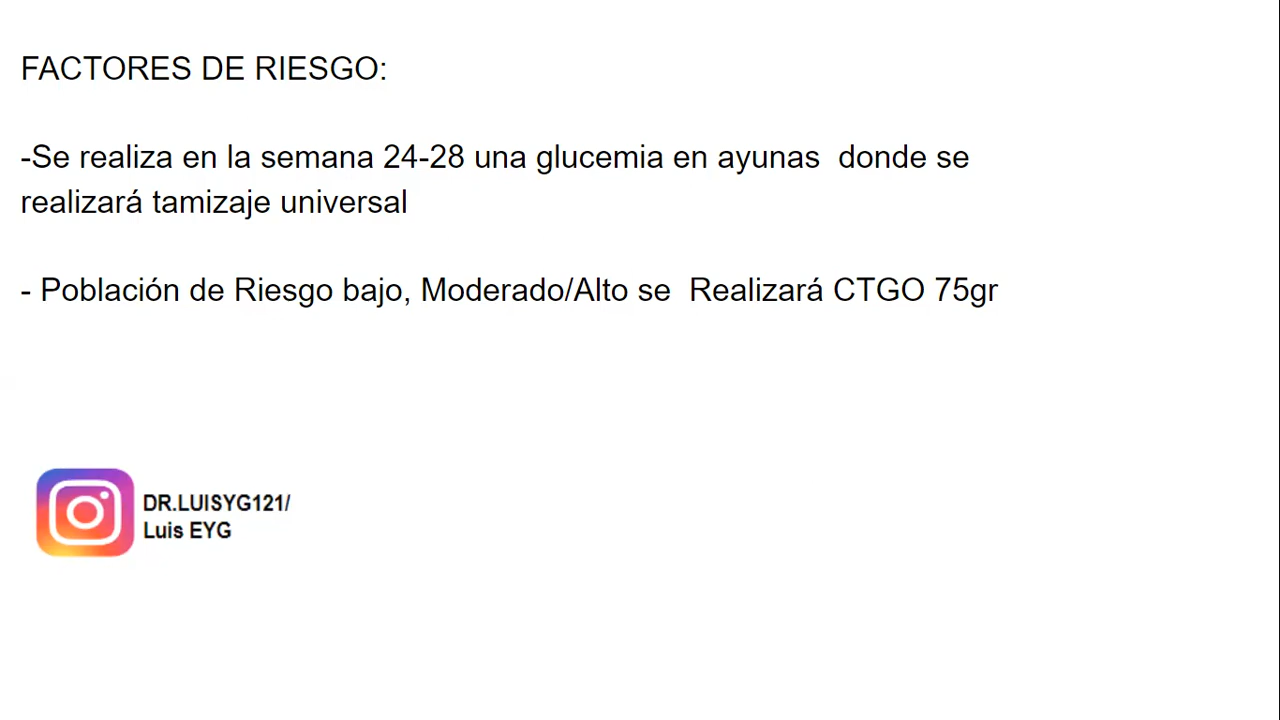 FACTORES DE RIESGO:
-Se realiza en la semana 24-28 una glucemia en ayunas  donde se
realizará tamizaje universal
- Población de Riesgo bajo, Moderado/Alto se  Realizará CTGO 75gr
DR.LUISYG121/
Luis EYG